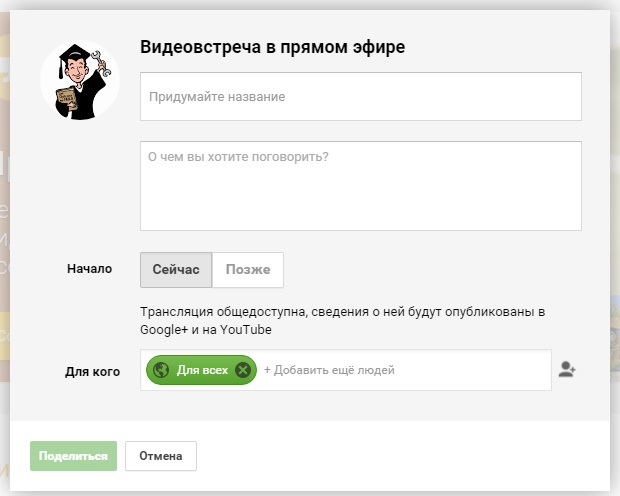 Видеовстреча в прямом эфире
Придумайте название
О чем вы хотите поговорить?
Начало
Сейчас Позже
Трансляция общедоступна, сведения о ней будут опубликованы в
Google+ и на YouTube
Для кого
Для всех + Добавить ещё людей
Поделиться Отмена